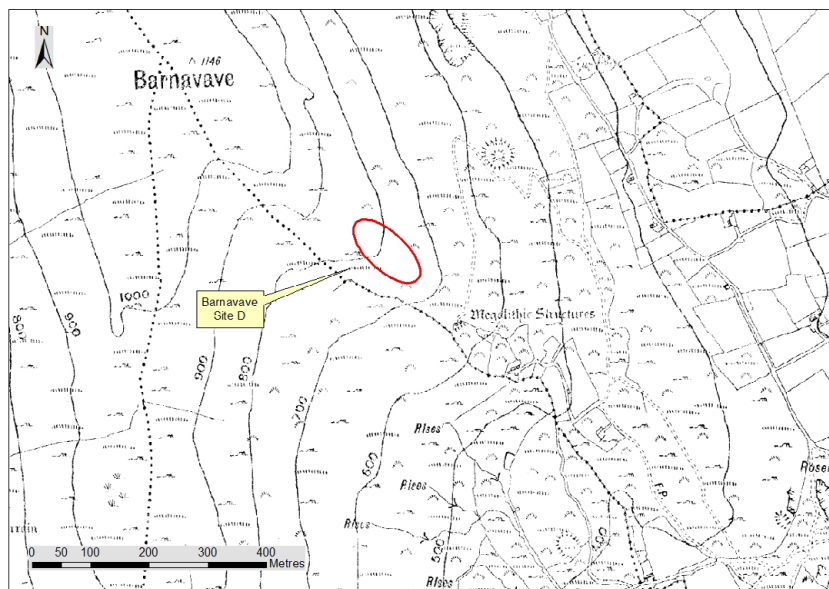 N
1146
Barnavave
1000
Barnavave
Site D
Megalithic Structures
800
900
900
800
700
600
Rises
Rises
Rises
Rises
500
F.P.
0 50 100 200 300 400
Metres